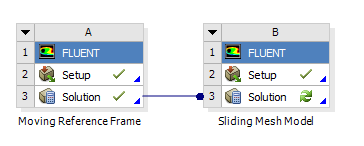 A
1 FLUENT
2 Setup
3 Solution
Moving Reference Frame
B
1 FLUENT
2 Setup
3 Solution
Sliding Mesh Model